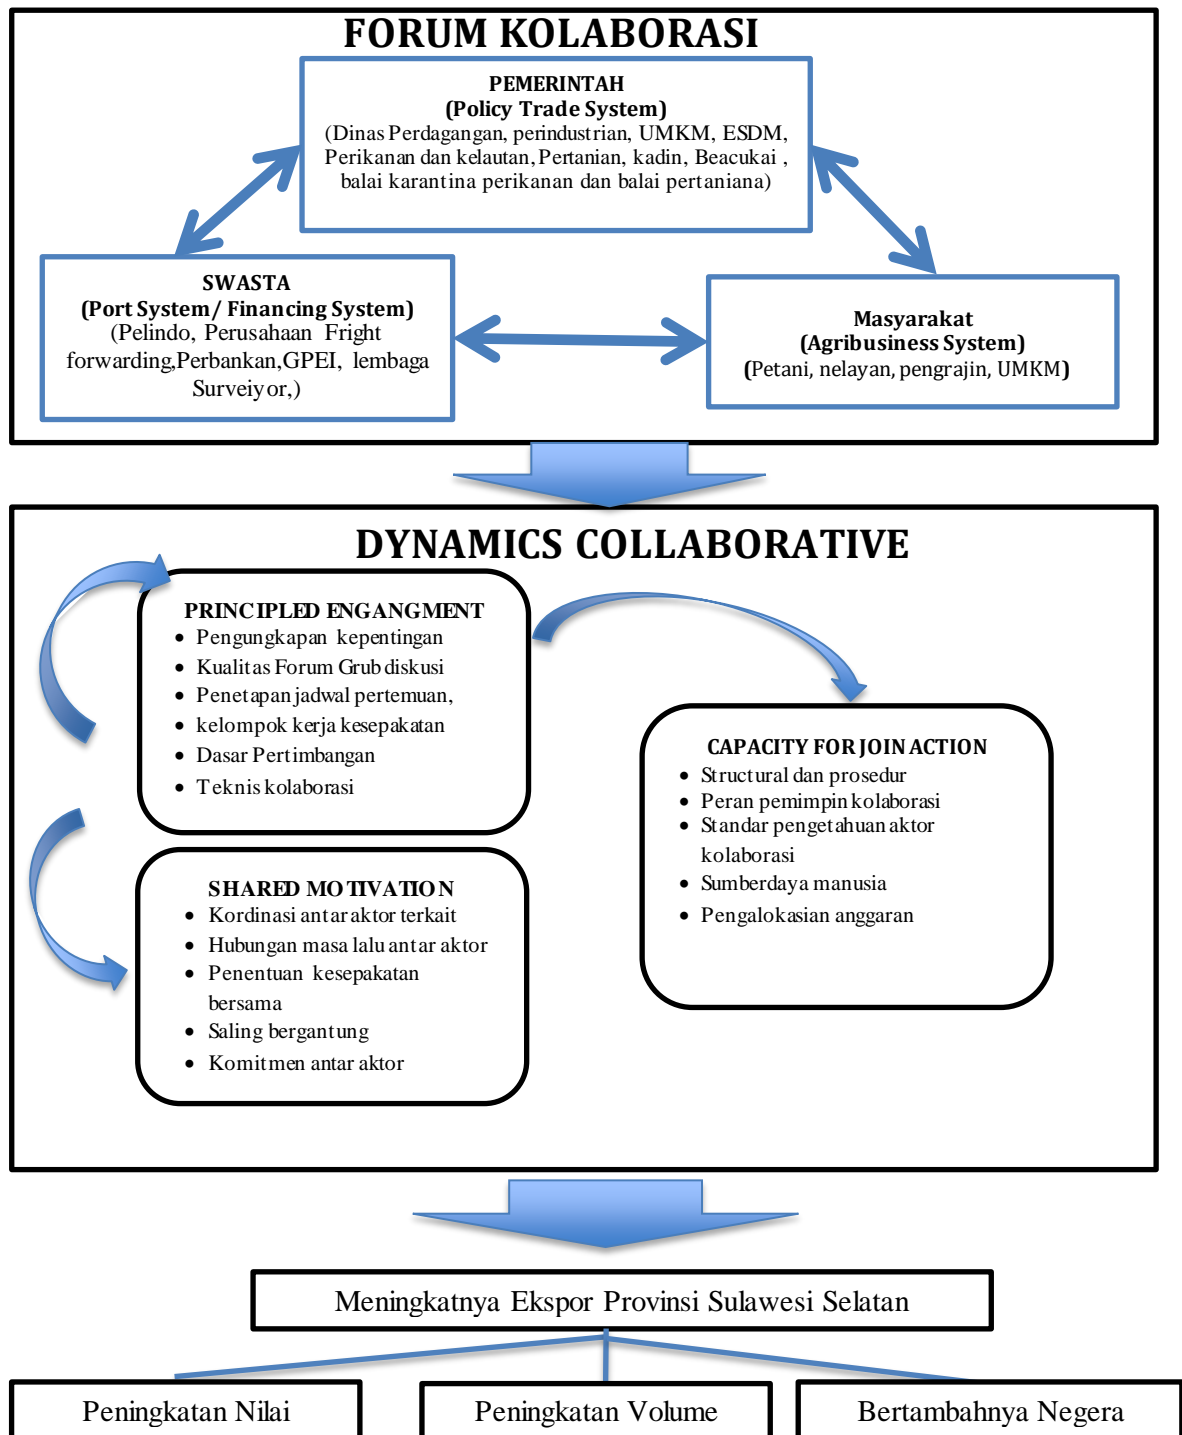 FORUM KOLABORASI
PEMERINTAH
(Policy Trade System)
(Dinas Perdagangan, perindustrian, UMKM, ESDM,
Perikanan dan kelautan, Pertanian, kadin, Beacukai ,
balai karantina perikanan dan balai pertaniana)
SWASTA
(Port System/ Financing System)
(Pelindo, Perusahaan Fright
forwarding,Perbankan,GPEI, lembaga
Surveiyor,)
Masyarakat
(Agribusiness System)
(Petani, nelayan, pengrajin, UMKM)
DYNAMICS COLLABORATIVE
PRINCIPLED ENGANGMENT
• Pengungkapan kepentingan
• Kualitas Forum Grub diskusi
• Penetapan jadwal pertemuan,
• kelompok kerja kesepakatan
• Dasar Pertimbangan
• Teknis kolaborasi
CAPACITY FOR JOIN ACTION
• Structural dan prosedur
• Peran pemimpin kolaborasi
• Standar pengetahuan aktor
kolaborasi
• Sumberdaya manusia
• Pengalokasian anggaran
SHARED MOTIVATION
• Kordinasi antar aktor terkait
• Hubungan masa lalu antar aktor
• Penentuan kesepakatan
bersama
• Saling bergantung
• Komitmen antar aktor
Meningkatnya Ekspor Provinsi Sulawesi Selatan
Peningkatan Nilai
Peningkatan Volume
Bertambahnya Negera